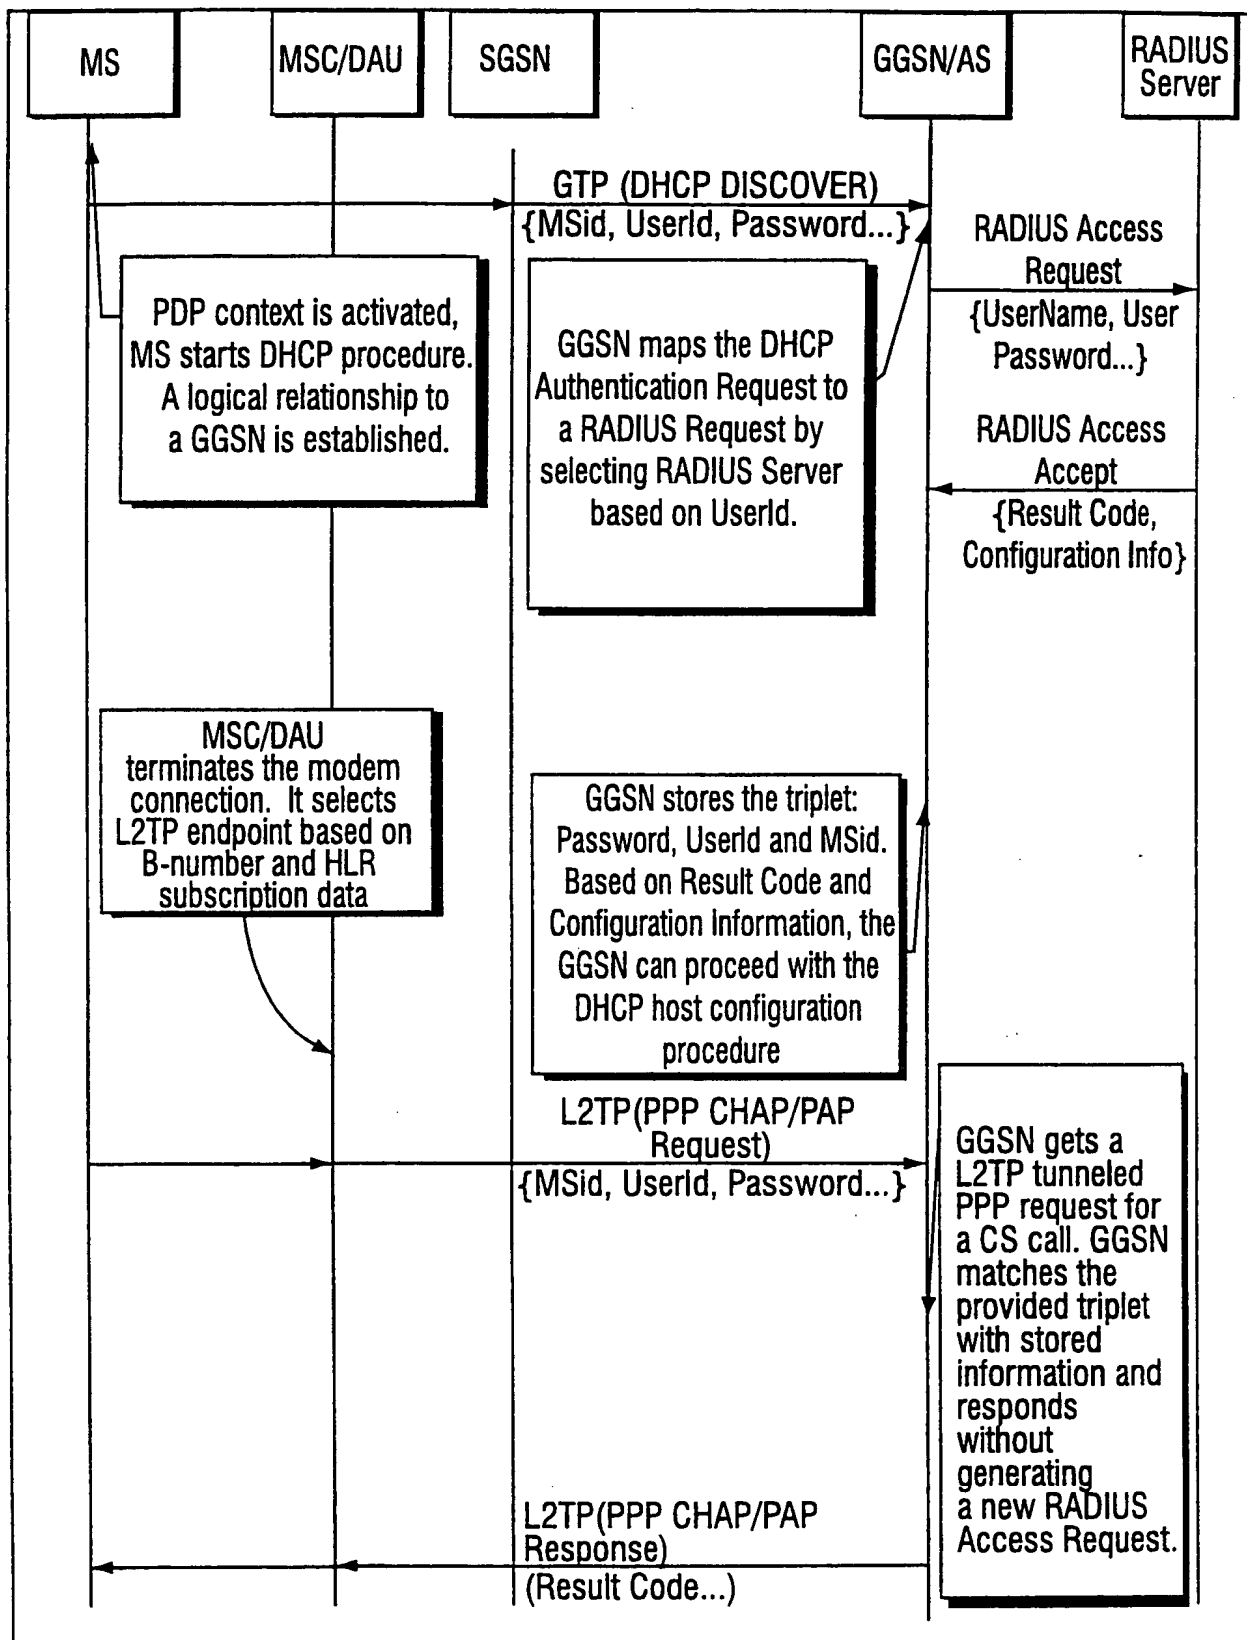 MS
MSC/DAU
SGSN
GGSN/AS
RADIUS
Server
GTP (DHCP DISCOVER)
{MSid, UserId, Password...}
RADIUS Access
Request
{UserName, User
Password...}
PDP context is activated,
MS starts DHCP procedure.
A logical relationship to
a GGSN is established.
GGSN maps the DHCP
Authentication Request to
a RADIUS Request by
selecting RADIUS Server
based on UserId.
RADIUS Access
Accept
{Result Code,
Configuration Info}
MSC/DAU
terminates the modem
connection. It selects
L2TP endpoint based on
B-number and HLR
subscription data
GGSN stores the triplet:
Password, UserId and MSid.
Based on Result Code and
Configuration Information, the
GGSN can proceed with the
DHCP host configuration
procedure
L2TP(PPP CHAP/PAP
Request)
{MSid, UserId, Password...}
GGSN gets a
L2TP tunneled
PPP request for
a CS call. GGSN
matches the
provided triplet
with stored
information and
responds
without
generating
a new RADIUS
Access Request.
L2TP(PPP CHAP/PAP
Response)
(Result Code...)